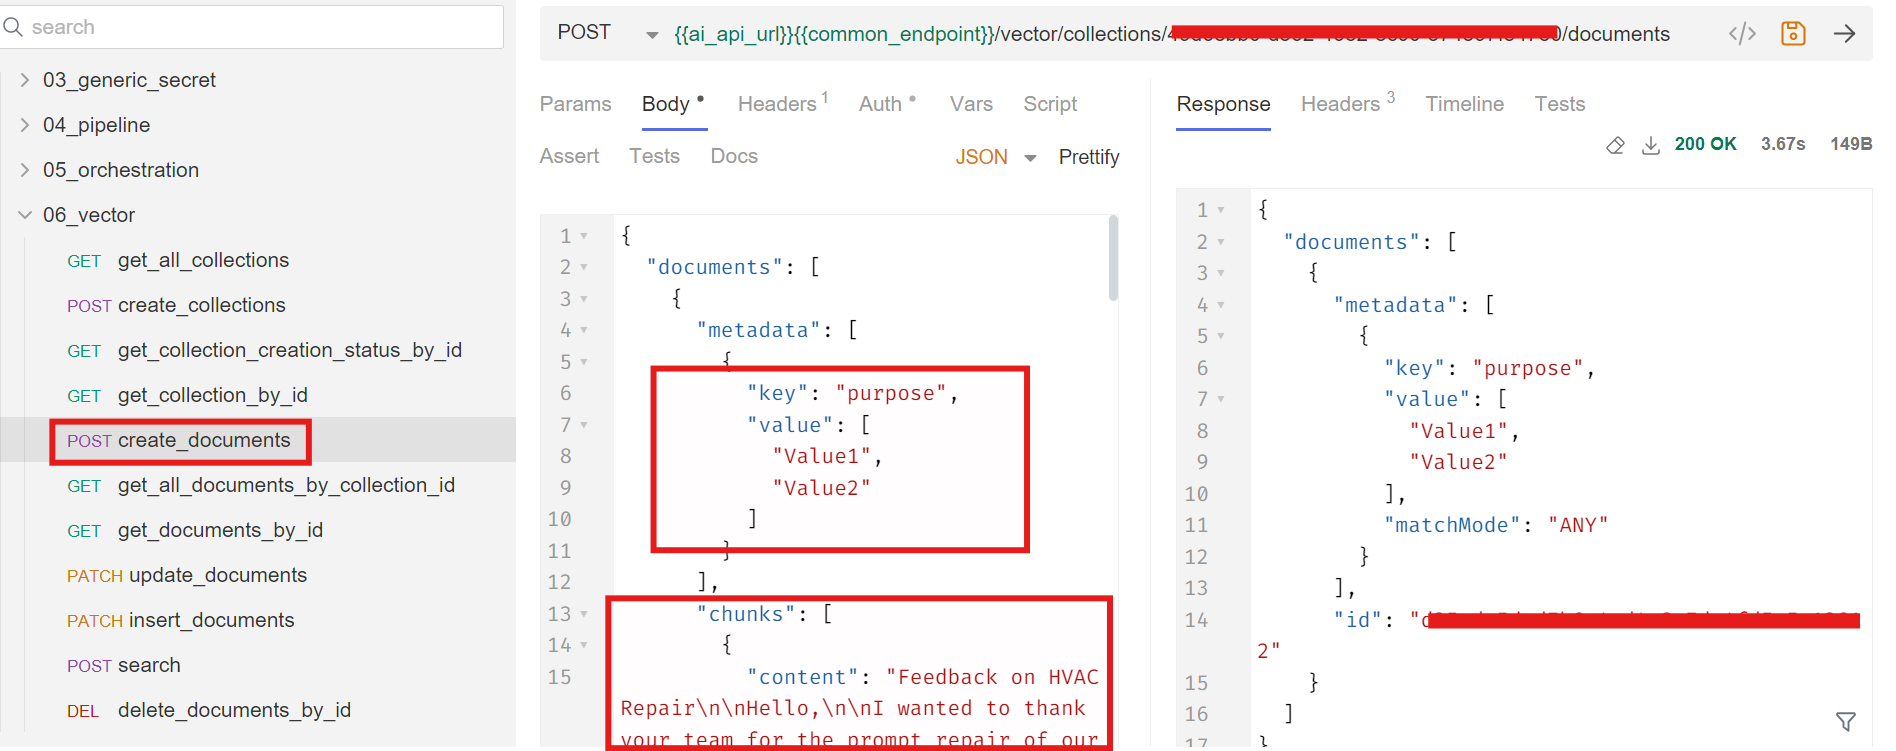 search
03_generic_secret
04_pipeline
05_orchestration
06_vector
GET get_all_collections
POST create_collections
GET get_collection_creation_status_by_id
GET get_collection_by_id
POST create_documents
GET get_all_documents_by_collection_id
GET get_documents_by_id
PATCH update_documents
PATCH insert_documents
POST search
DEL delete_documents_by_id
POST {{ai_api_url}}{{common_endpoint}}/vector/collections/ /documents
Params Body Headers 1 Auth Vars Script
Assert Tests Docs JSON Prettify
1 {
2 "documents": [
3 {
4 "metadata": [
5 {
6 "key": "purpose",
7 "value": [
8 "Value1",
9 "Value2"
10 ]
11 }
12 ],
13 "chunks": [
14 {
15 "content": "Feedback on HVAC
Repair\n\nHello,\n\nI wanted to thank
your team for the prompt repair of our
Response Headers 3 Timeline Tests
200 OK 3.67s 149B
1 {
2 "documents": [
3 {
4 "metadata": [
5 {
6 "key": "purpose",
7 "value": [
8 "Value1",
9 "Value2"
10 ],
11 "matchMode": "ANY"
12 }
13 ],
14 "id": "
2"
15 }
16 ]
17 }